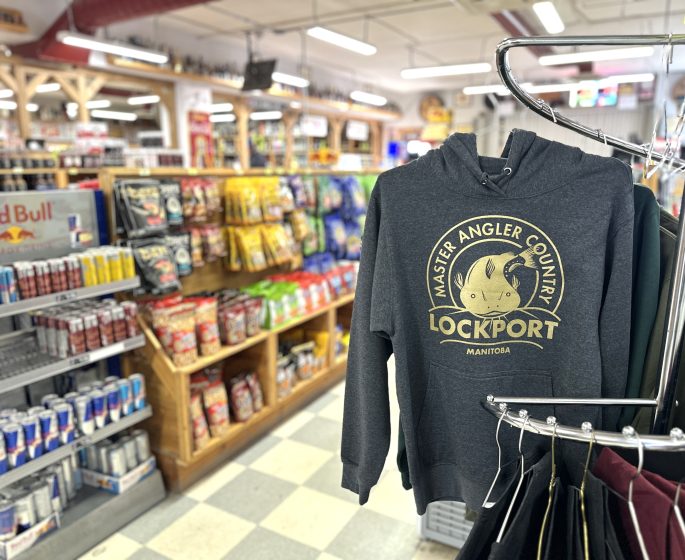 Red Bull
MASTER ANGLER COUNTRY
LOCKPORT
MANITOBA